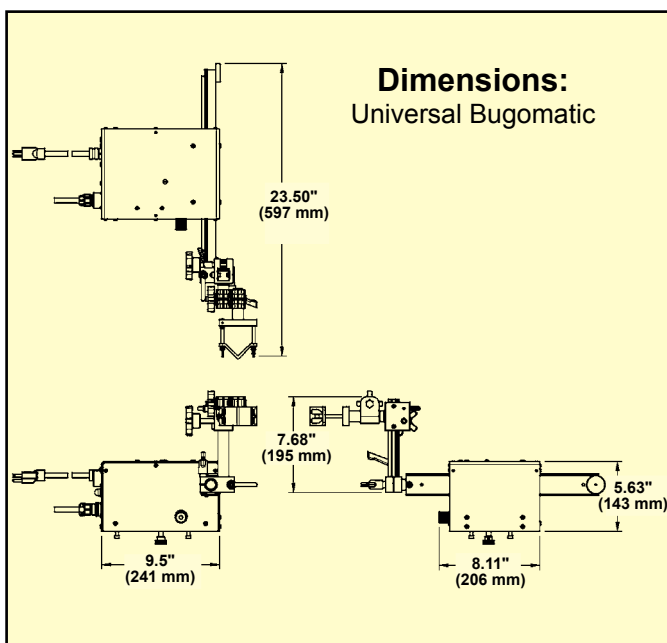 Dimensions:
Universal Bugomatic
23.50"
(597 mm)
7.68"
(195 mm)
5.63"
(143 mm)
9.5"
(241 mm)
8.11"
(206 mm)